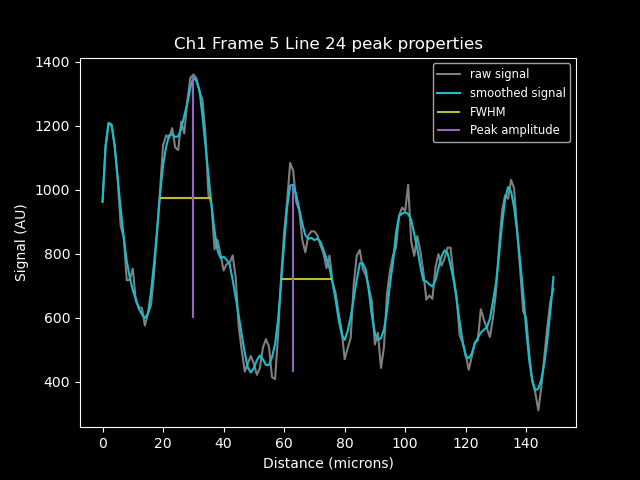 Ch1 Frame 5 Line 24 peak properties
raw signal
smoothed signal
FWHM
Peak amplitude
Signal (AU)
1400
1200
1000
800
600
400
0 20 40 60 80 100 120 140
Distance (microns)